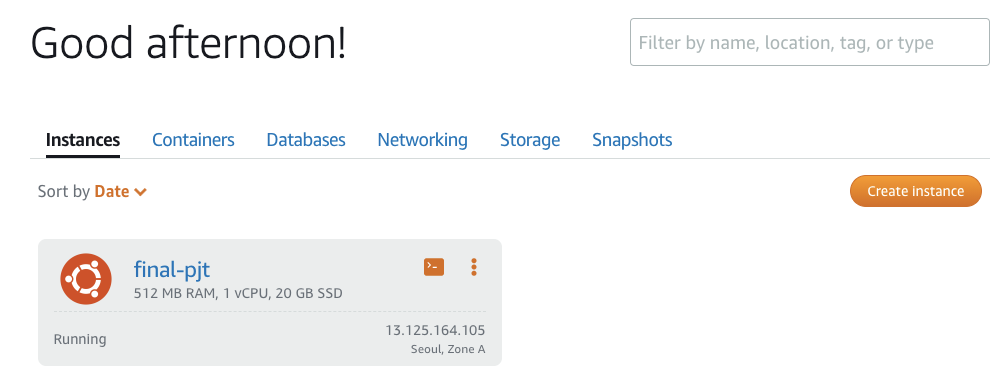 Good afternoon!
Filter by name, location, tag, or type
Instances Containers Databases Networking Storage Snapshots
Sort by Date
Create instance
final-pjt
512 MB RAM, 1 vCPU, 20 GB SSD
Running
13.125.164.105
Seoul, Zone A